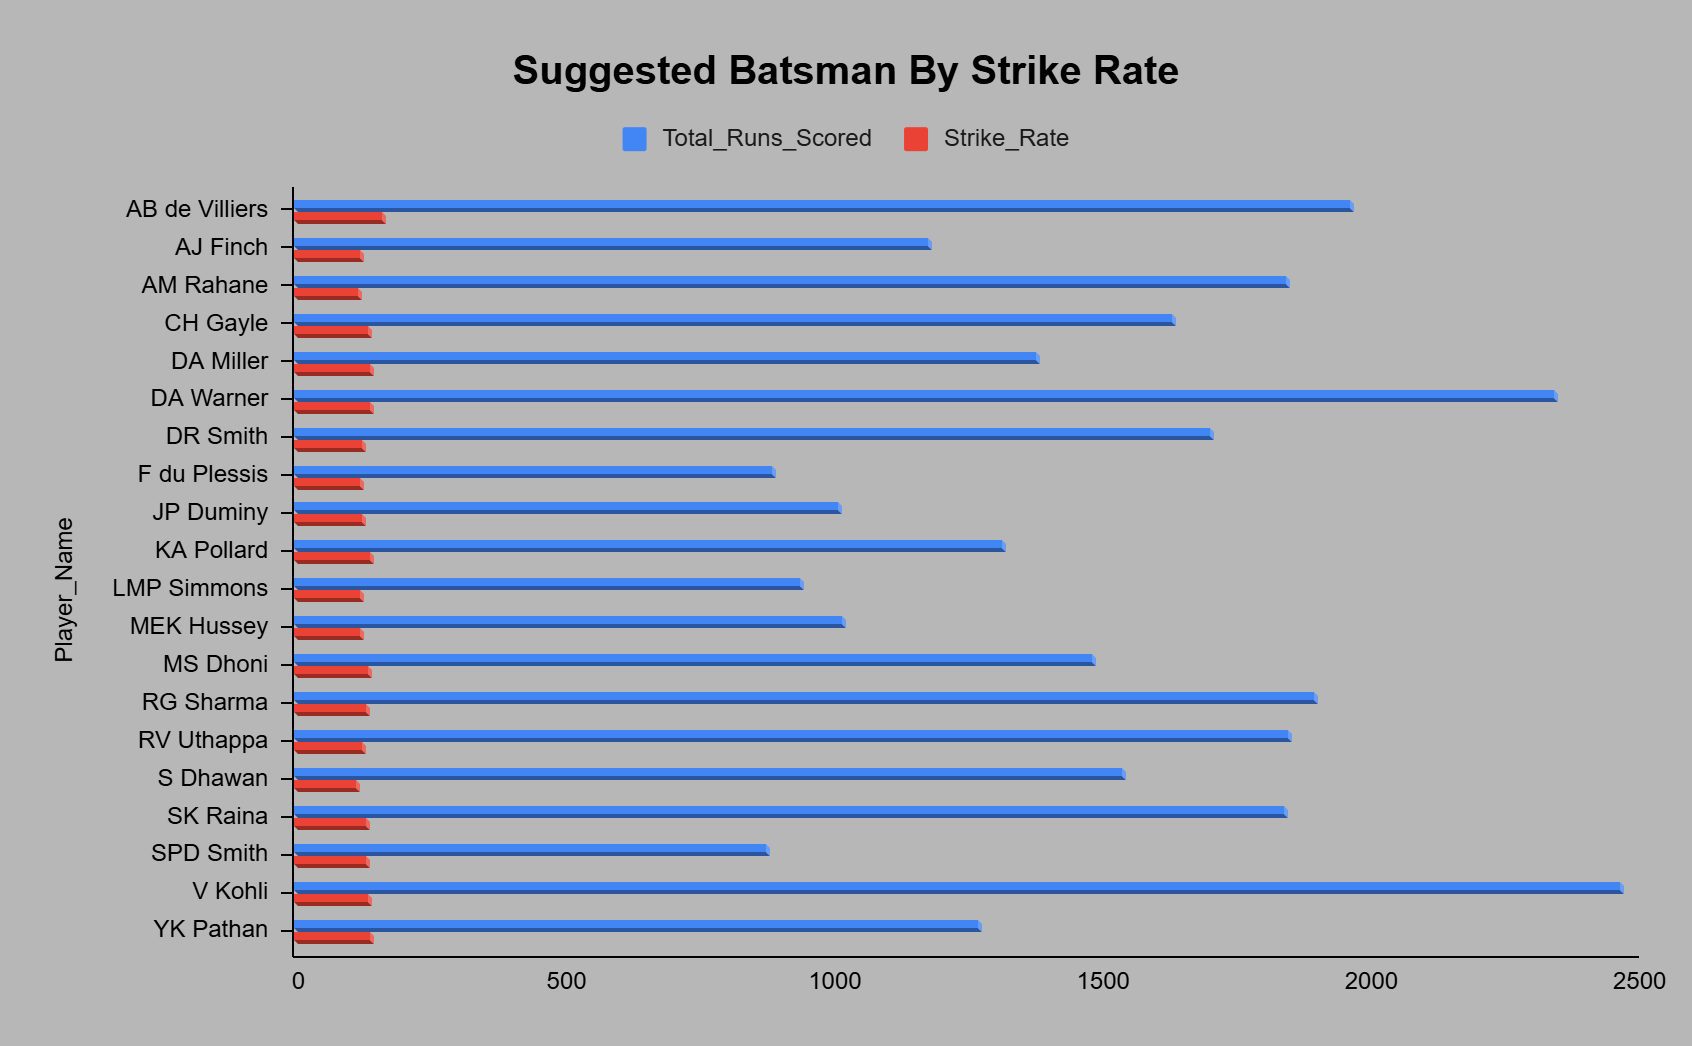 Suggested Batsman By Strike Rate
Total_Runs_Scored Strike_Rate
Player_Name
AB de Villiers
AJ Finch
AM Rahane
CH Gayle
DA Miller
DA Warner
DR Smith
F du Plessis
JP Duminy
KA Pollard
LMP Simmons
MEK Hussey
MS Dhoni
RG Sharma
RV Uthappa
S Dhawan
SK Raina
SPD Smith
V Kohli
YK Pathan
0 500 1000 1500 2000 2500